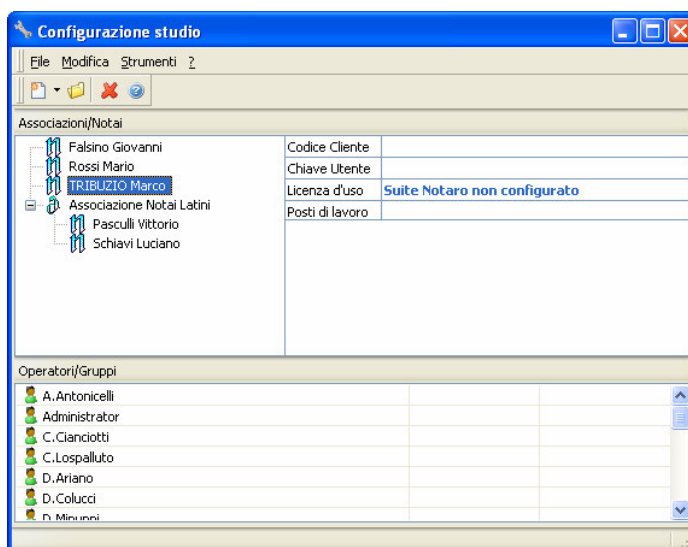 Configurazione studio
File Modifica Strumenti ?
Associazioni/Notai
Falsino Giovanni
Rossi Mario
TRIBUZIO Marco
Associazione Notai Latini
Pasculli Vittorio
Schiavi Luciano
Codice Cliente
Chiave Utente
Licenza d'uso Suite Notaro non configurato
Posti di lavoro
Operatori/Gruppi
A.Antonicelli
Administrator
C.Cianciotti
C.Lospalluto
D.Ariano
D.Colucci